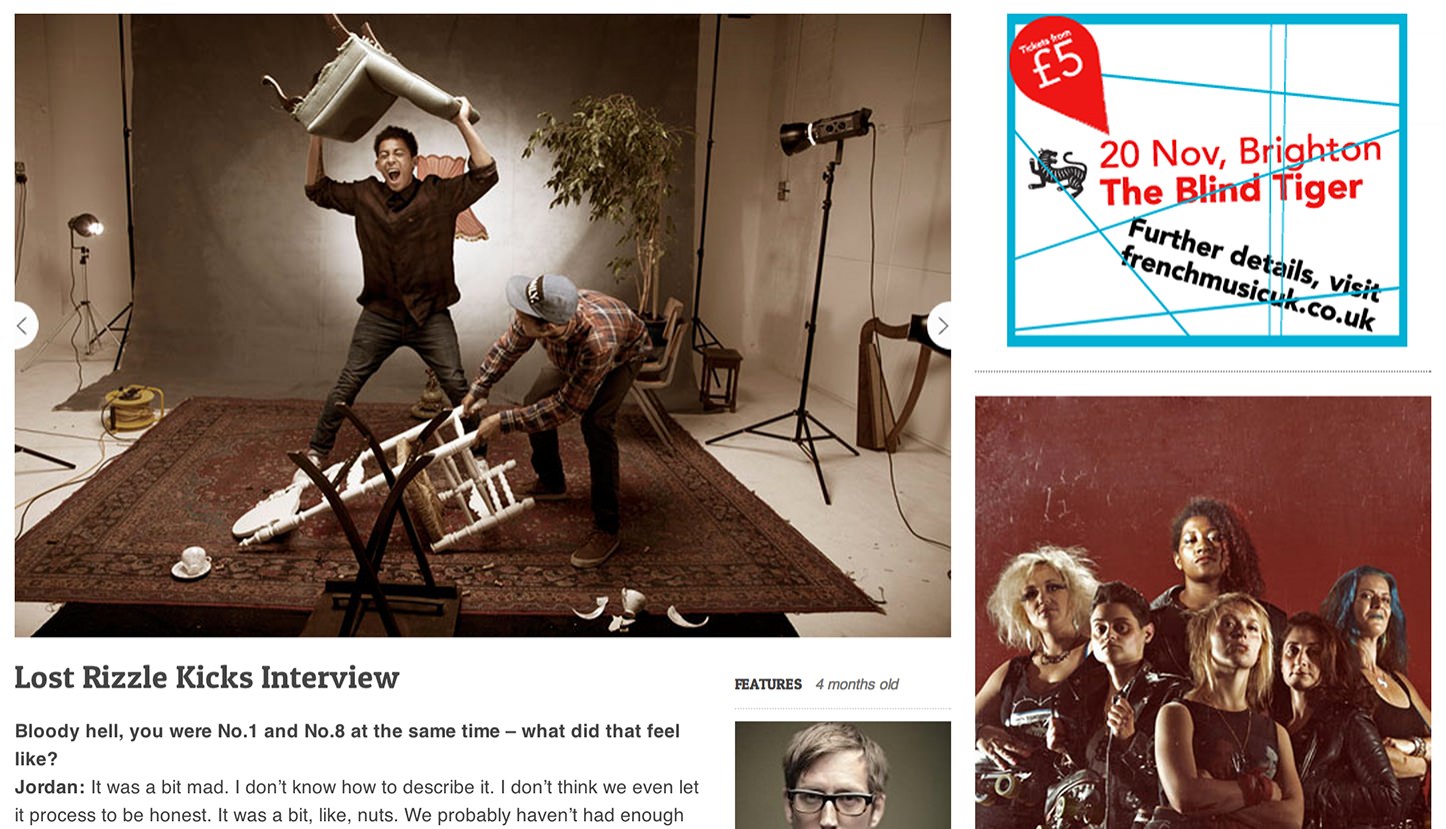 Tickets from
£5
20 Nov, Brighton
The Blind Tiger
Further details, visit
frenchmusicuk.co.uk
Lost Rizzle Kicks Interview
Bloody hell, you were No.1 and No.8 at the same time – what did that feel
like?
Jordan: It was a bit mad. I don’t know how to describe it. I don’t think we even let
it process to be honest. It was a bit, like, nuts. We probably haven’t had enough
FEATURES 4 months old